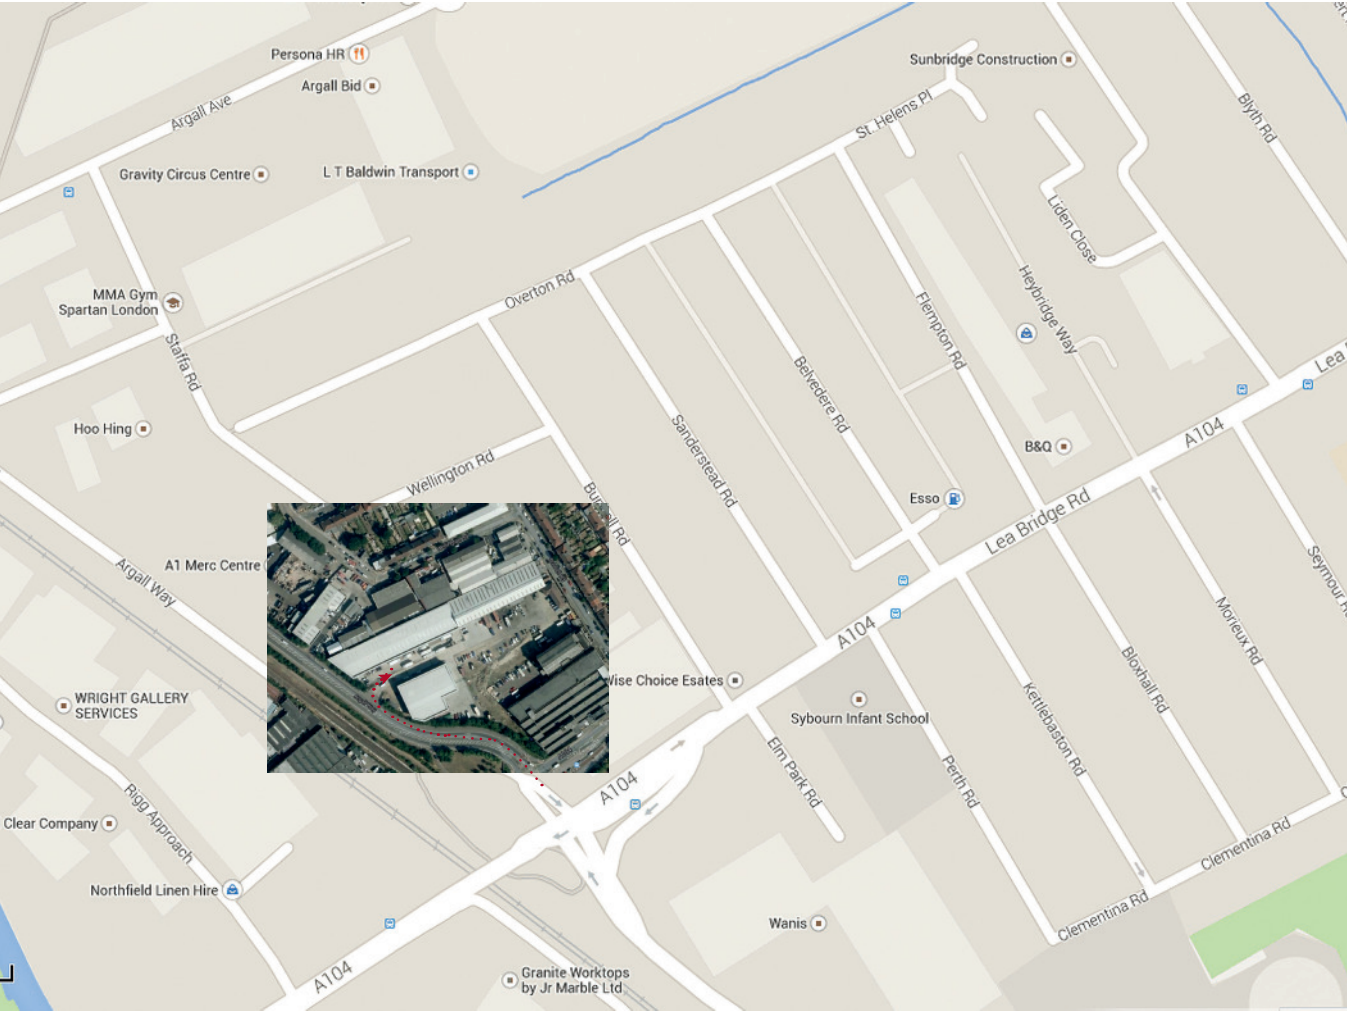 Persona HR
Argall Bid
Argall Ave
Gravity Circus Centre
L T Baldwin Transport
Sunbridge Construction
St. Helens Pl
Blyth Rd
Liden Close
Heybridge Way
MMA Gym
Spartan London
Staffa Rd
Overton Rd
Flempton Rd
Belvedere Rd
Sanderstead Rd
Hoo Hing
Wellington Rd
B&Q
A104
Esso
Lea Bridge Rd
A1 Merc Centre
Argall Way
Morieux Rd
A104
Bloxhall Rd
Kettlebaston Rd
Wise Choice Esates
WRIGHT GALLERY
SERVICES
Sybourn Infant School
Elm Park Rd
Perth Rd
A104
Clear Company
Rigg Approach
Clementina Rd
Northfield Linen Hire
Clementina Rd
Wanis
A104
Granite Worktops
by Jr Marble Ltd